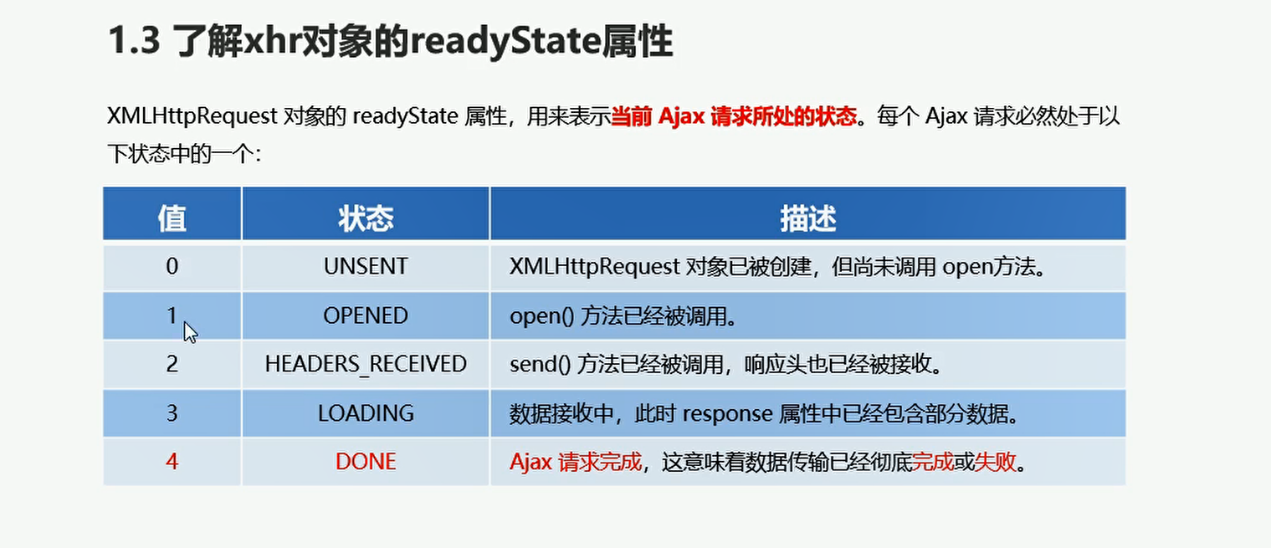 1.3 了解xhr对象的readyState属性
XMLHttpRequest 对象的 readyState 属性，用来表示当前 Ajax 请求所处的状态。每个 Ajax 请求必然处于以
下状态中的一个：
值 状态 描述
0 UNSENT XMLHttpRequest 对象已被创建，但尚未调用 open方法。
1 OPENED open() 方法已经被调用。
2 HEADERS_RECEIVED send() 方法已经被调用，响应头也已经被接收。
3 LOADING 数据接收中，此时 response 属性中已经包含部分数据。
4 DONE Ajax 请求完成，这意味着数据传输已经彻底完成或失败。